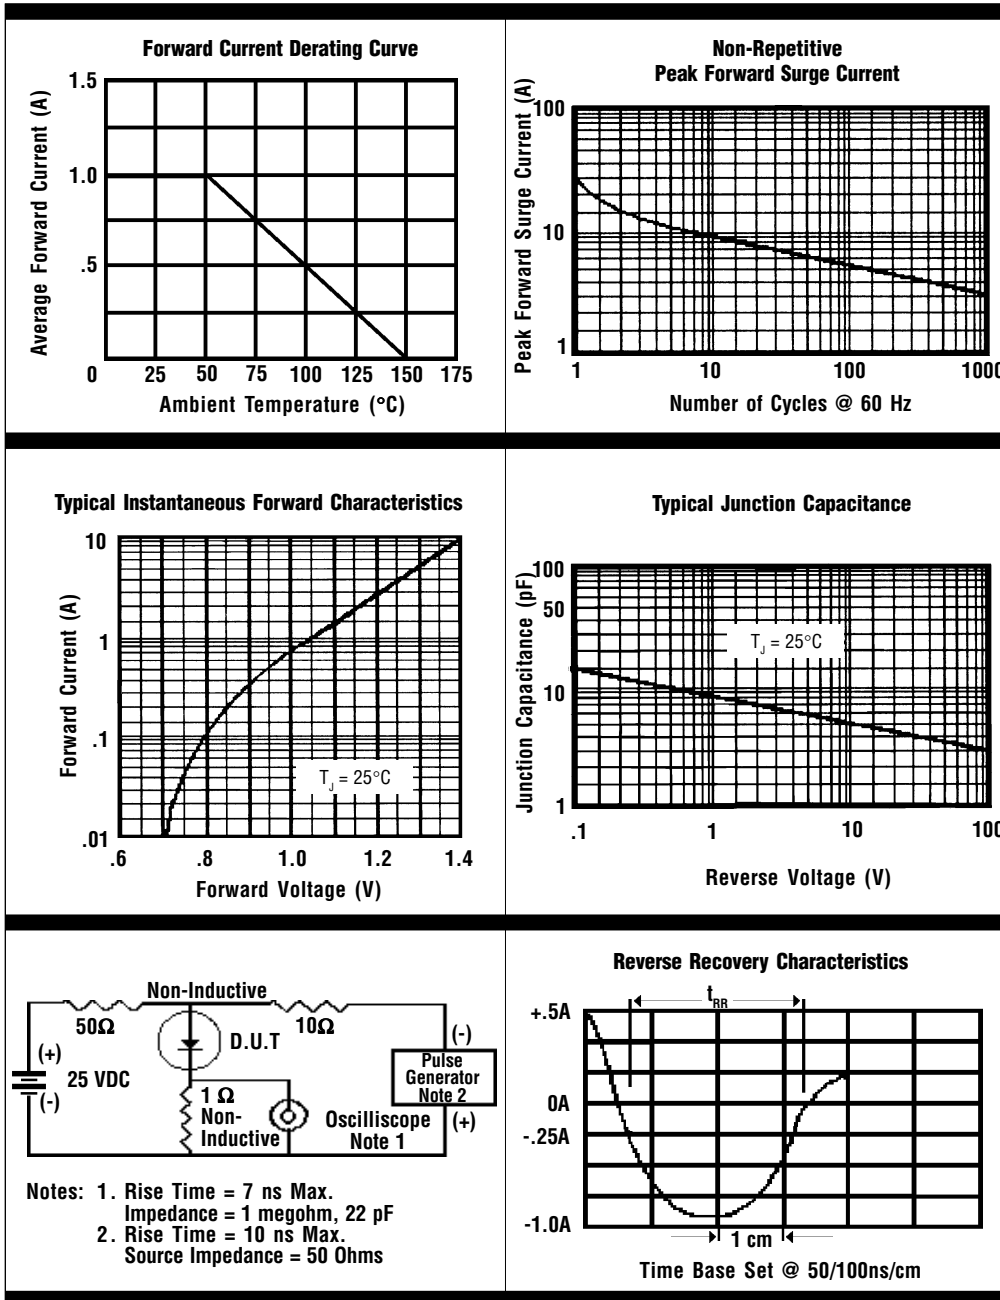 Forward Current Derating Curve
Average Forward Current (A)
1.5
1.0
.5
0 25 50 75 100 125 150 175
Ambient Temperature (°C)
Non-Repetitive
Peak Forward Surge Current
Peak Forward Surge Current (A)
100
10
1
1 10 100 1000
Number of Cycles @ 60 Hz
Typical Instantaneous Forward Characteristics
Forward Current (A)
10
1
.1
.01
TJ = 25°C
.6 .8 1.0 1.2 1.4
Forward Voltage (V)
Typical Junction Capacitance
Junction Capacitance (pF)
100
50
10
1
TJ = 25°C
.1 1 10 100
Reverse Voltage (V)
Non-Inductive
50Ω 10Ω
D.U.T
(+)
25 VDC
(-)
1 Ω
Non-
Inductive
Oscilliscope
Note 1
(-)
Pulse
Generator
Note 2
(+)
Notes: 1. Rise Time = 7 ns Max.
Impedance = 1 megohm, 22 pF
2. Rise Time = 10 ns Max.
Source Impedance = 50 Ohms
Reverse Recovery Characteristics
tRR
+.5A
0A
-.25A
-1.0A
1 cm
Time Base Set @ 50/100ns/cm